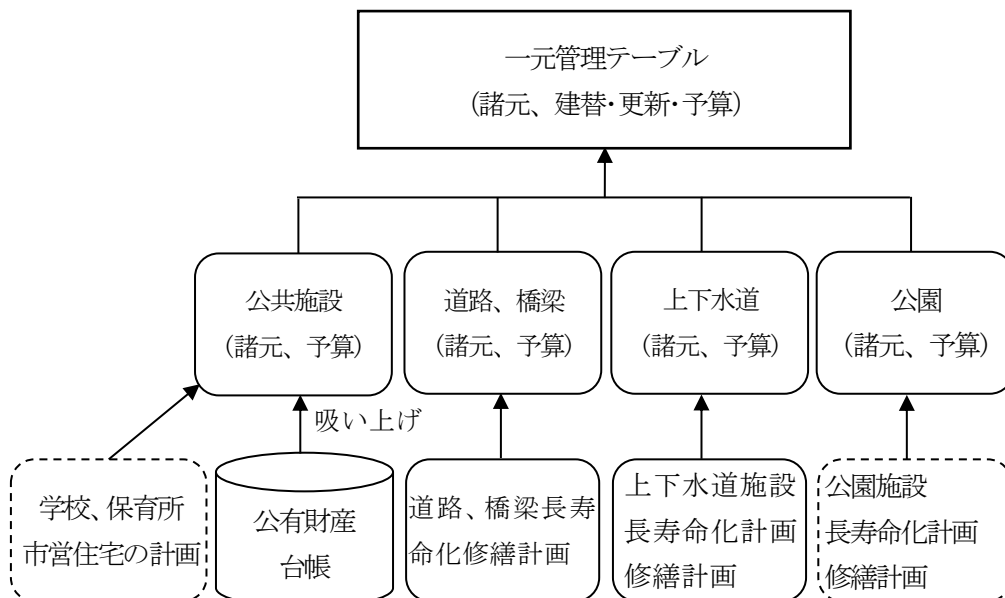 一元管理テーブル
(諸元、建替・更新・予算)
公共施設
(諸元、予算)
道路、橋梁
(諸元、予算)
上下水道
(諸元、予算)
公園
(諸元、予算)
吸い上げ
学校、保育所
市営住宅の計画
公有財産
台帳
道路、橋梁長寿
命化修繕計画
上下水道施設
長寿命化計画
修繕計画
公園施設
長寿命化計画
修繕計画